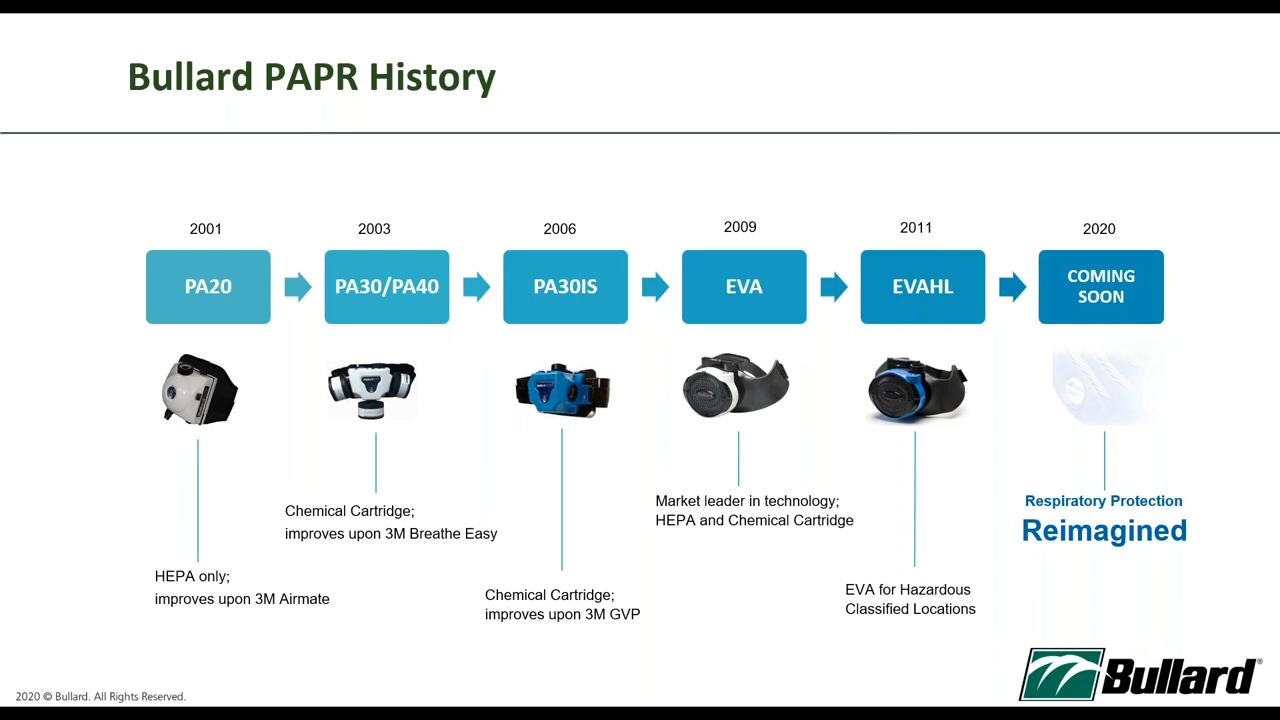 Bullard PAPR History
2001
2003
2006
2009
2011
2020
PA20
PA30/PA40
PA30IS
EVA
EVAHL
COMING
SOON
HEPA only;
improves upon 3M Airmate
Chemical Cartridge;
improves upon 3M Breathe Easy
Chemical Cartridge;
improves upon 3M GVP
Market leader in technology;
HEPA and Chemical Cartridge
EVA for Hazardous
Classified Locations
Respiratory Protection
Reimagined
2020 © Bullard. All Rights Reserved.
Bullard®